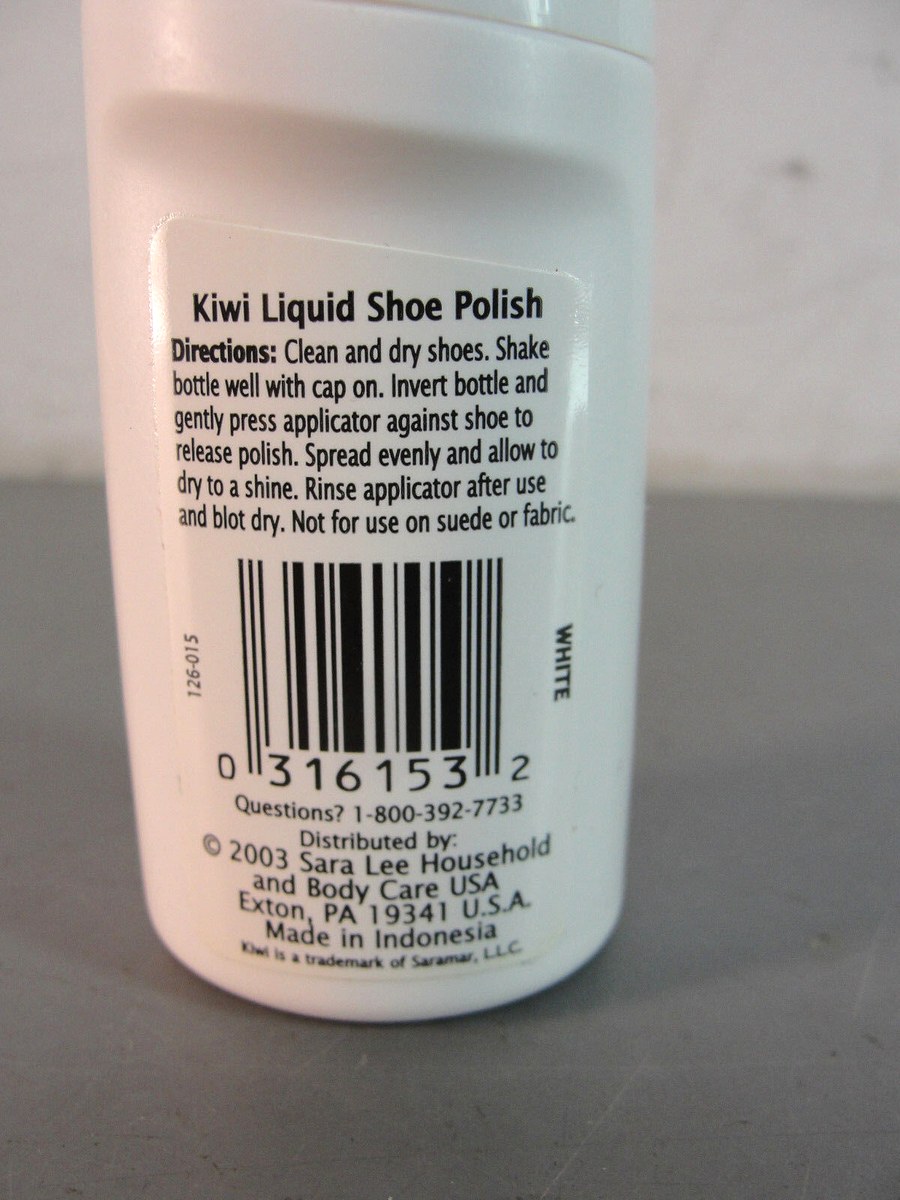 Kiwi Liquid Shoe Polish
Directions: Clean and dry shoes. Shake
bottle well with cap on. Invert bottle and
gently press applicator against shoe to
release polish. Spread evenly and allow to
dry to a shine. Rinse applicator after use
and blot dry. Not for use on suede or fabric.
126-015
WHITE
0 316153 2
Questions? 1-800-392-7733
Distributed by:
© 2003 Sara Lee Household
and Body Care USA
Exton, PA 19341 U.S.A.
Made in Indonesia
Kiwi is a trademark of Saramar, L.L.C.